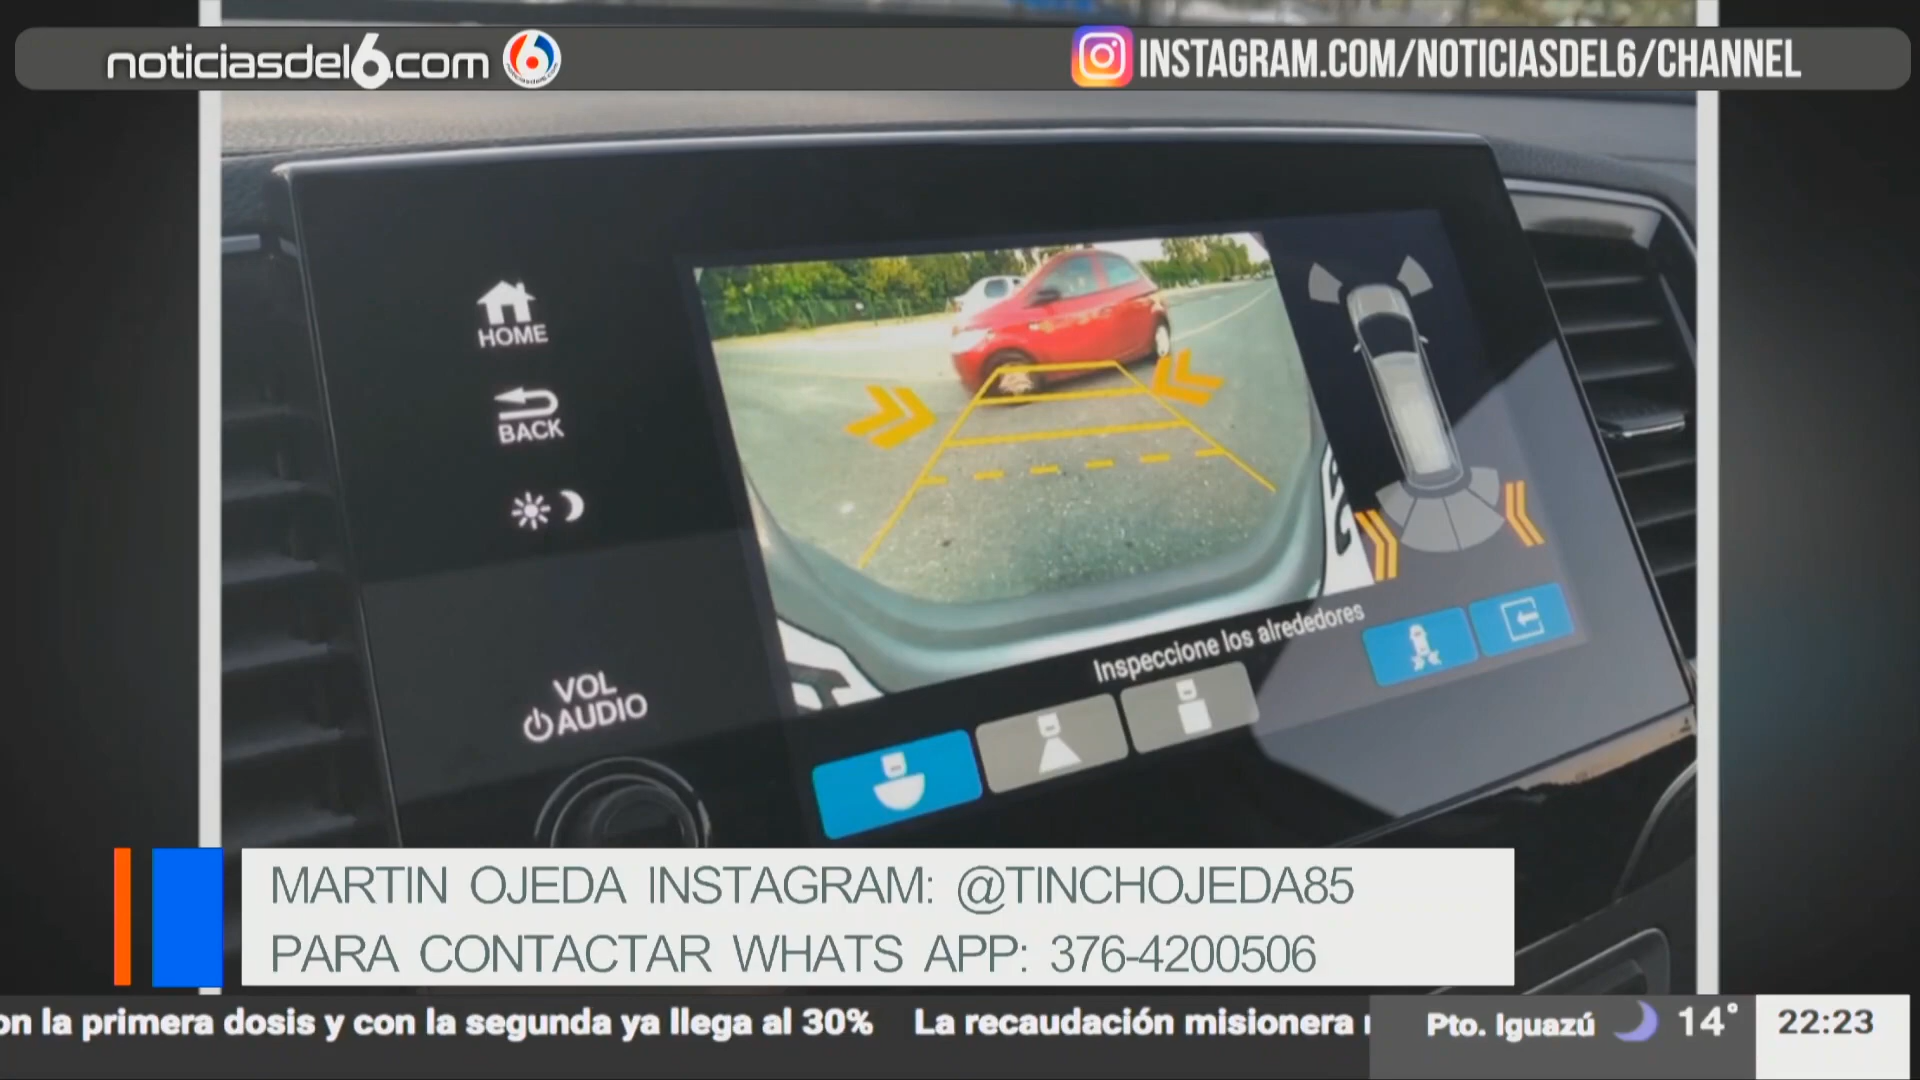 noticiasdel6.com
INSTAGRAM.COM/NOTICIASDEL6/CHANNEL
HOME
BACK
VOL
AUDIO
Inspeccione los alrededores
MARTIN OJEDA INSTAGRAM: @TINCHOJEDA85
PARA CONTACTAR WHATS APP: 376-4200506
on la primera dosis y con la segunda ya llega al 30% La recaudación misionera
Pto. Iguazú 14°
22:23